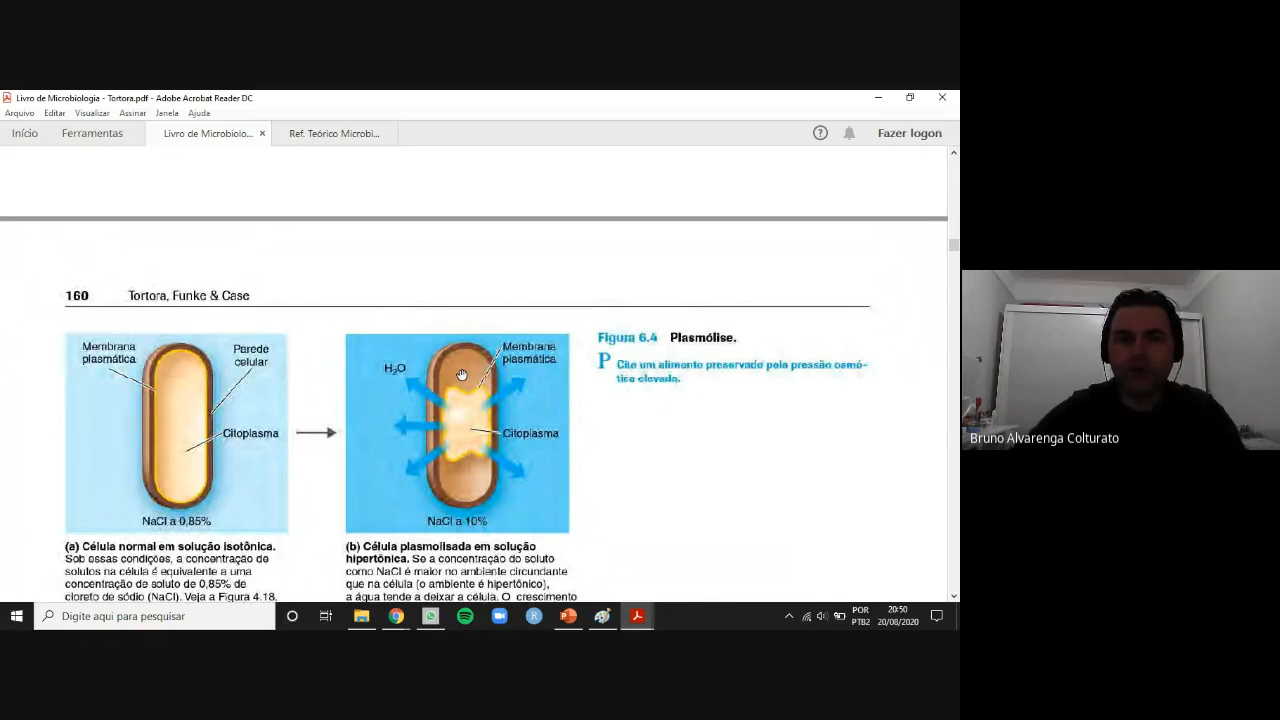 Livro de Microbiologia - Tortora.pdf - Adobe Acrobat Reader DC
Arquivo Editar Visualizar Assinar Janela Ajuda
Início Ferramentas Livro de Microbiolo... × Ref. Teórico Microbi... Fazer logon
160 Tortora, Funke & Case
Membrana
plasmática
Parede
celular
Citoplasma
NaCl a 0,85%
H₂O
Membrana
plasmática
Citoplasma
NaCl a 10%
Figura 6.4 Plasmólise.
P Cite um alimento preservado pela pressão osmó-
tica elevada.
(a) Célula normal em solução isotônica.
Sob essas condições, a concentração de
solutos na célula é equivalente a uma
concentração de soluto de 0,85% de
cloreto de sódio (NaCl). Veja a Figura 4.18.
(b) Célula plasmolisada em solução
hipertônica. Se a concentração do soluto
como NaCl é maior no ambiente circundante
que na célula (o ambiente é hipertônico),
a água tende a deixar a célula. O crescimento
Bruno Alvarenga Colturato
Digite aqui para pesquisar
POR
PTB2
20:50
20/08/2020